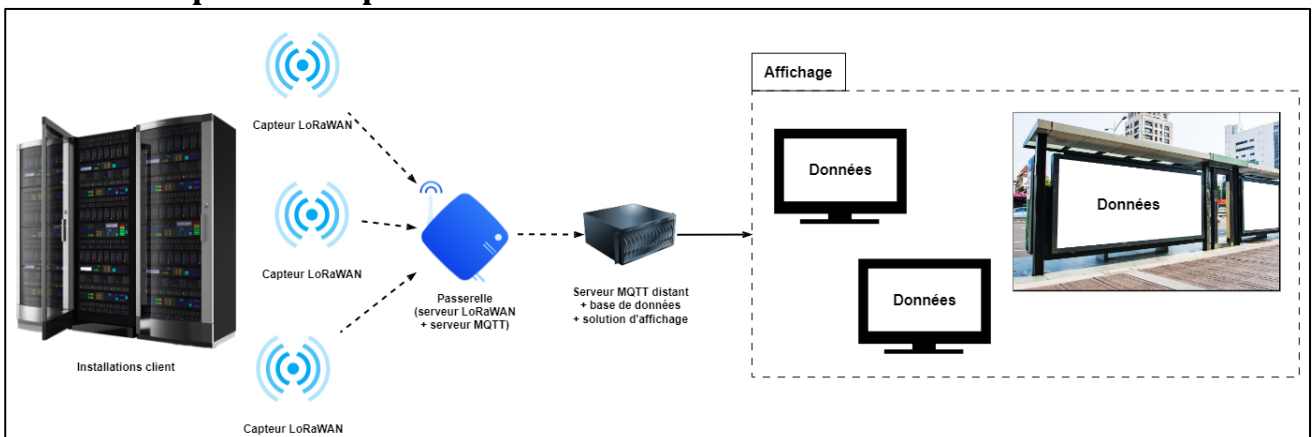 Affichage
Capteur LoRaWAN
Données
Données
Capteur LoRaWAN
Passerelle
(serveur LoRaWAN
+ serveur MQTT)
Serveur MQTT distant
+ base de données
+ solution d'affichage
Données
Installations client
Capteur LoRaWAN